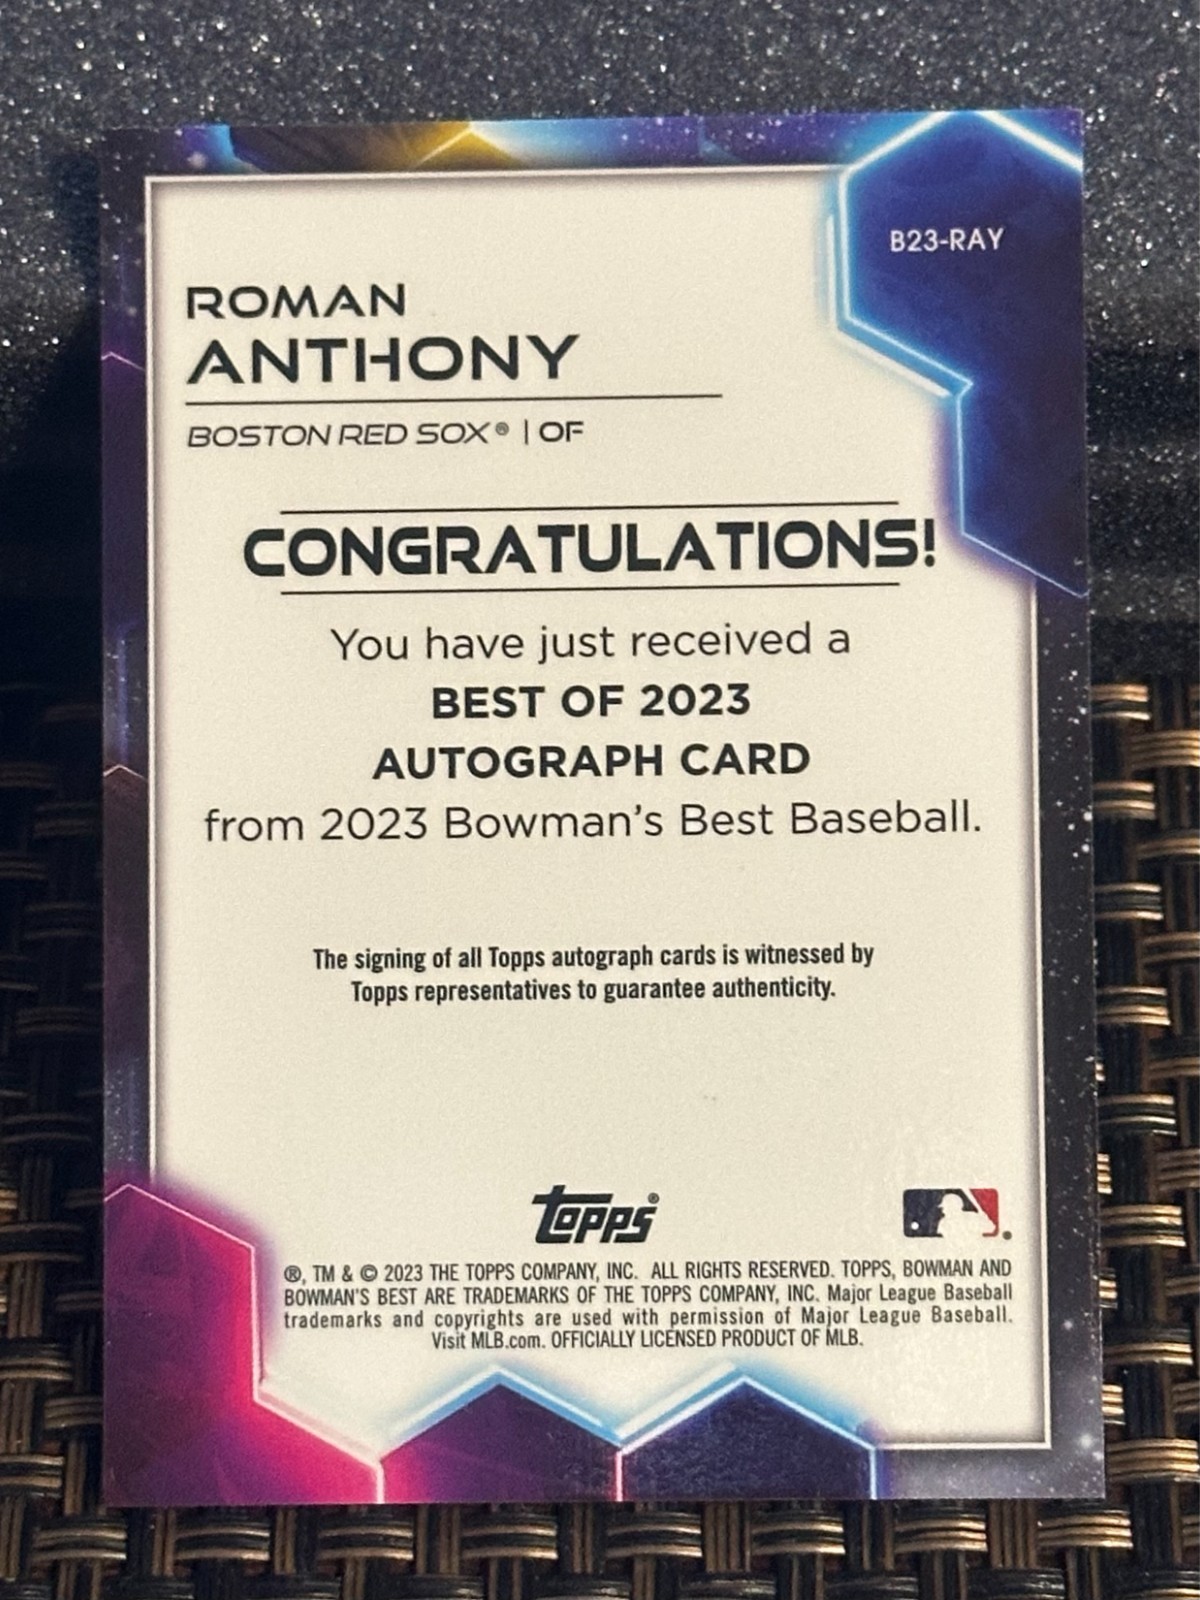 B23-RAY
ROMAN
ANTHONY
BOSTON RED SOX® | OF
CONGRATULATIONS!
You have just received a
BEST OF 2023
AUTOGRAPH CARD
from 2023 Bowman's Best Baseball.
The signing of all Topps autograph cards is witnessed by
Topps representatives to guarantee authenticity.
topps®
®, TM & © 2023 THE TOPPS COMPANY, INC. ALL RIGHTS RESERVED. TOPPS, BOWMAN AND
BOWMAN'S BEST ARE TRADEMARKS OF THE TOPPS COMPANY, INC. Major League Baseball
trademarks and copyrights are used with permission of Major League Baseball.
Visit MLB.com. OFFICIALLY LICENSED PRODUCT OF MLB.